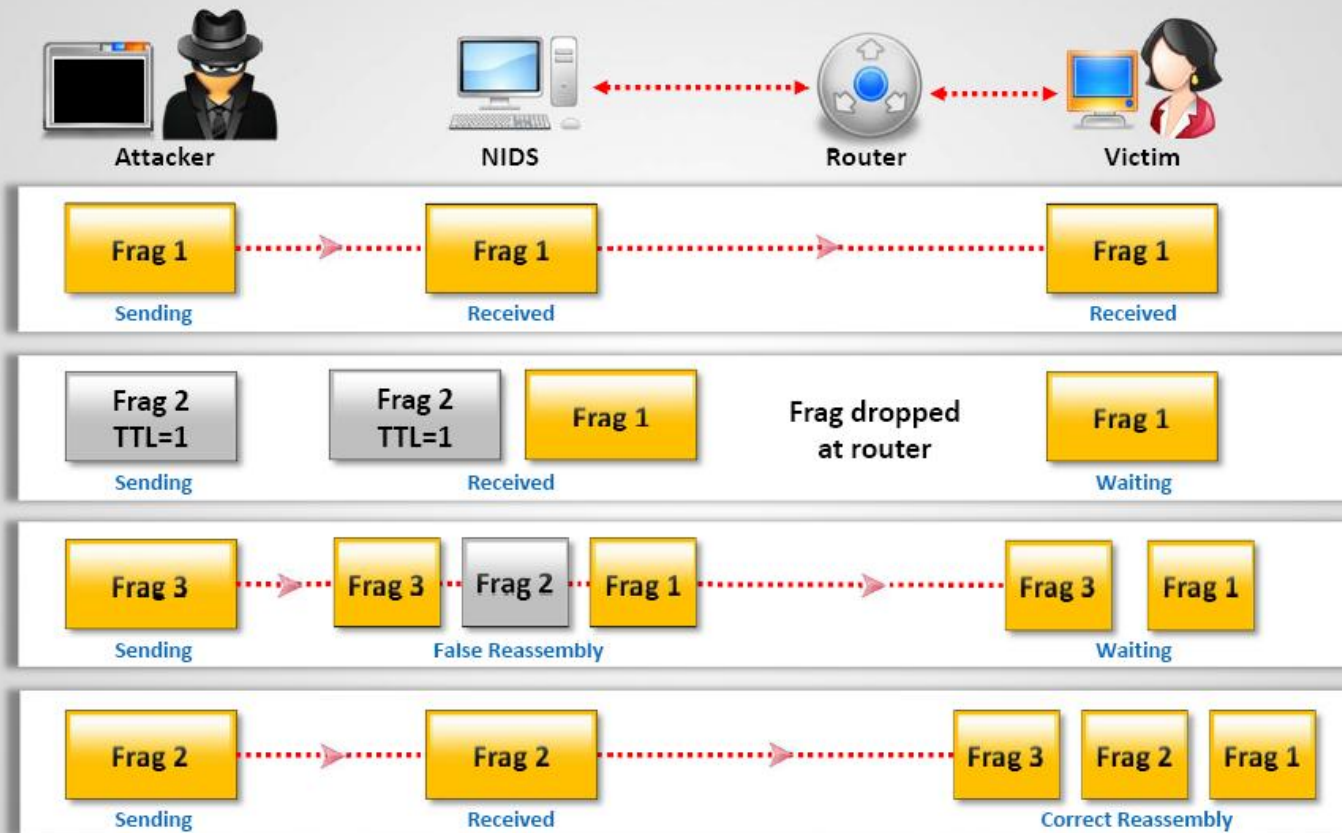 Attacker
NIDS
Router
Victim
Frag 1
Frag 1
Frag 1
Sending
Received
Received
Frag 2
TTL=1
Frag 2
TTL=1
Frag 1
Frag dropped
at router
Frag 1
Sending
Received
Waiting
Frag 3
Frag 3
Frag 2
Frag 1
Frag 3
Frag 1
Sending
False Reassembly
Waiting
Frag 2
Frag 2
Frag 3
Frag 2
Frag 1
Sending
Received
Correct Reassembly